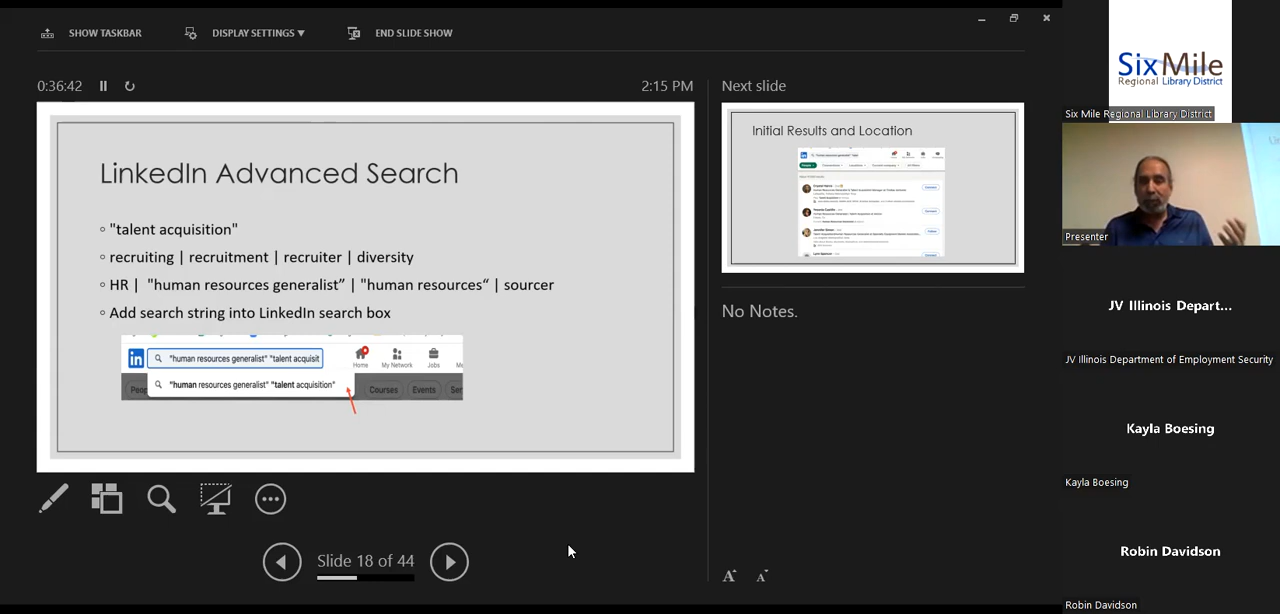 SHOW TASKBAR
DISPLAY SETTINGS ▼
END SLIDE SHOW
0:36:42
2:15 PM
LinkedIn Advanced Search
"talent acquisition"
recruiting | recruitment | recruiter | diversity
HR | "human resources generalist” | "human resources“ | sourcer
Add search string into LinkedIn search box
in
"human resources generalist" "talent acquisit
Home
My Network
Jobs
"human resources generalist" "talent acquisition"
Peop
Courses
Events
Ser
Slide 18 of 44
Next slide
Initial Results and Location
No Notes.
A A
SixMile
Regional Library District
Six Mile Regional Library District
Presenter
JV Illinois Depart...
JV Illinois Department of Employment Security
Kayla Boesing
Kayla Boesing
Robin Davidson
Robin Davidson